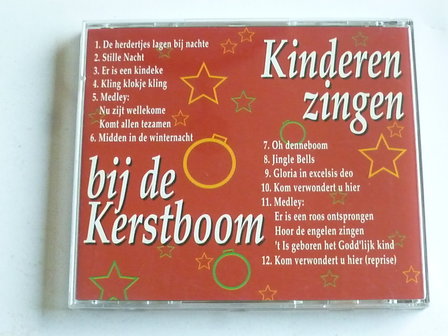 1. De herdertjes lagen bij nachte
2. Stille Nacht
3. Er is een kindeke
4. Kling klokje kling
5. Medley:
Nu zijt wellekome
Komt allen tezamen
6. Midden in de winternacht
Kinderen
zingen
bij de
Kerstboom
7. Oh denneboom
8. Jingle Bells
9. Gloria in excelsis deo
10. Kom verwondert u hier
11. Medley:
Er is een roos ontsprongen
Hoor de engelen zingen
't Is geboren het Godd'lijk kind
12. Kom verwondert u hier (reprise)